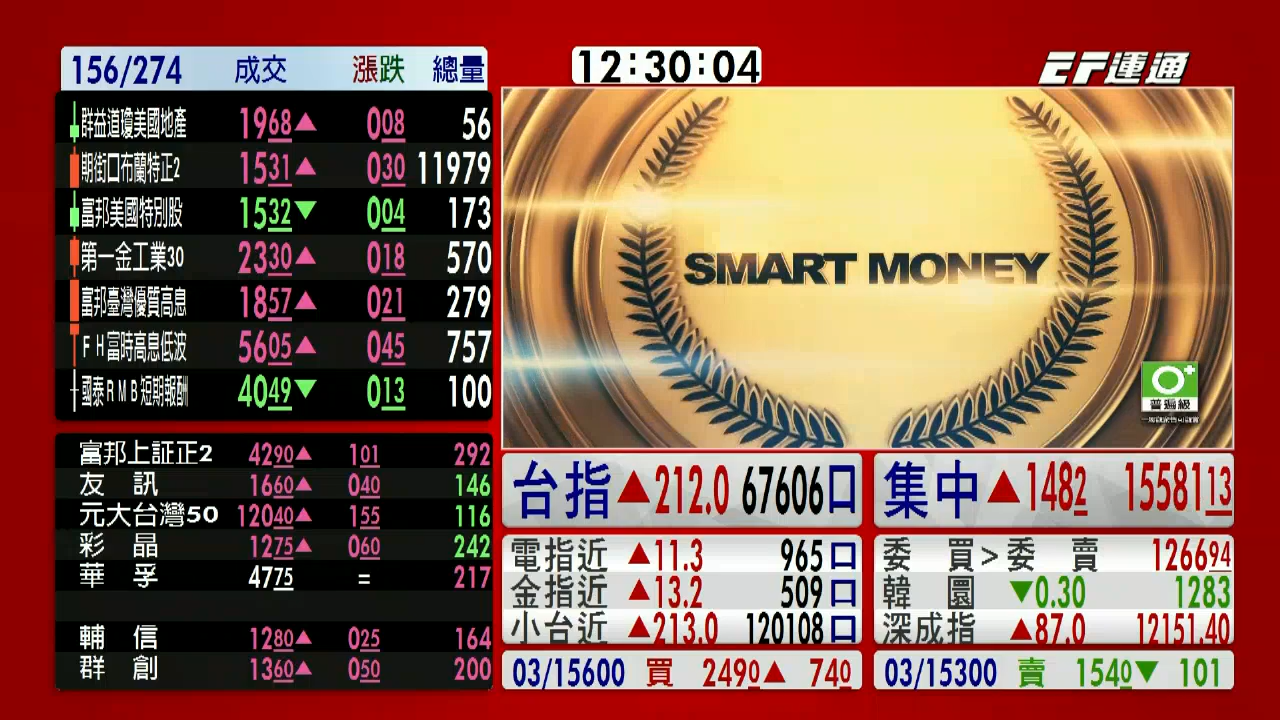 156/274 成交 漲跌 總量
12:30:04
EF運通
群益道瓊美國地產 1968▲ 008 56
期街口布蘭特正2 1531▲ 030 11979
富邦美國特別股 1532▼ 004 173
第一金工業30 2330▲ 018 570
富邦臺灣優質高息 1857▲ 021 279
FH富時高息低波 5605▲ 045 757
國泰RMB短期報酬 4049▼ 013 100
SMART MONEY
普遍級
富邦上証正2 4290▲ 101 292
友訊 1660▲ 040 146
元大台灣50 12040▲ 155 116
彩晶 1275▲ 060 242
華孚 4775 = 217
輔信 1280▲ 025 164
群創 1360▲ 050 200
台指▲212.0 67606口
集中▲1482 1558113
電指近 ▲11.3 965口
金指近 ▲13.2 509口
小台近 ▲213.0 120108口
委買>委賣 126694
韓圜 ▼0.30 1283
深成指 ▲87.0 12151.40
03/15600 買 2490▲ 740
03/15300 賣 1540▼ 101